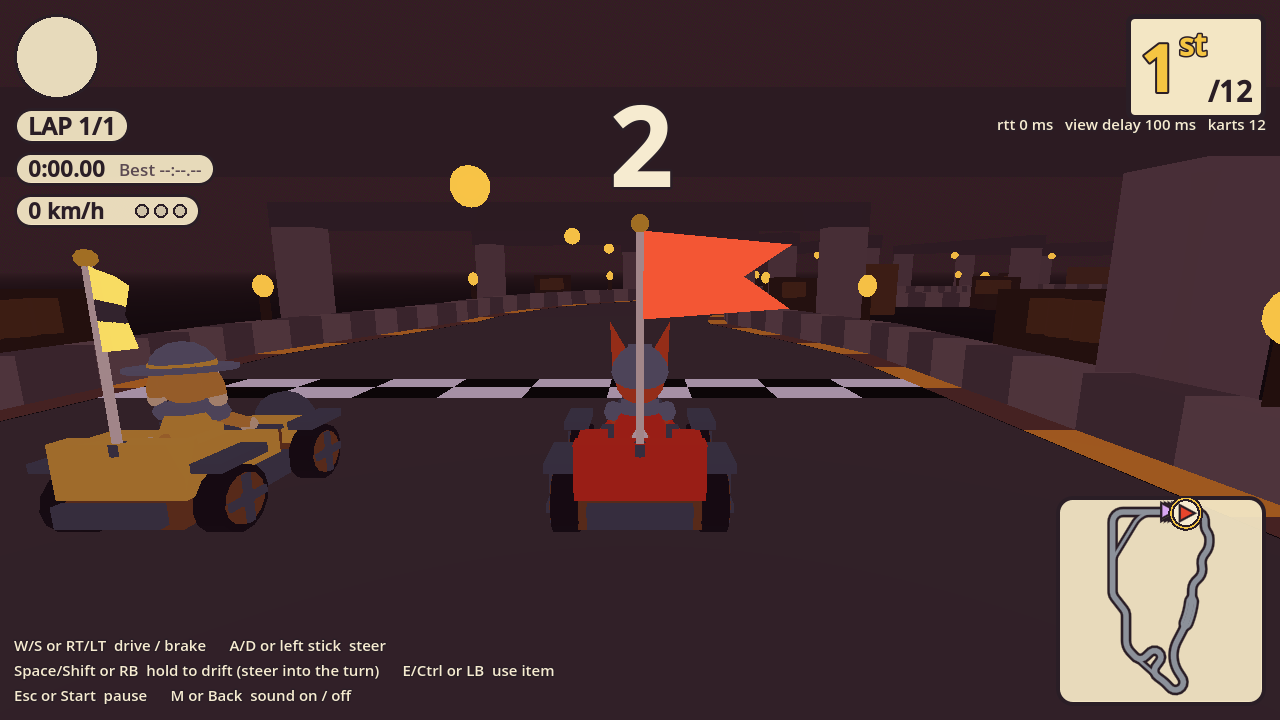 LAP 1/1
0:00.00 Best --:--.--
0 km/h
2
1st /12
rtt 0 ms view delay 100 ms karts 12
W/S or RT/LT drive / brake A/D or left stick steer
Space/Shift or RB hold to drift (steer into the turn) E/Ctrl or LB use item
Esc or Start pause M or Back sound on / off